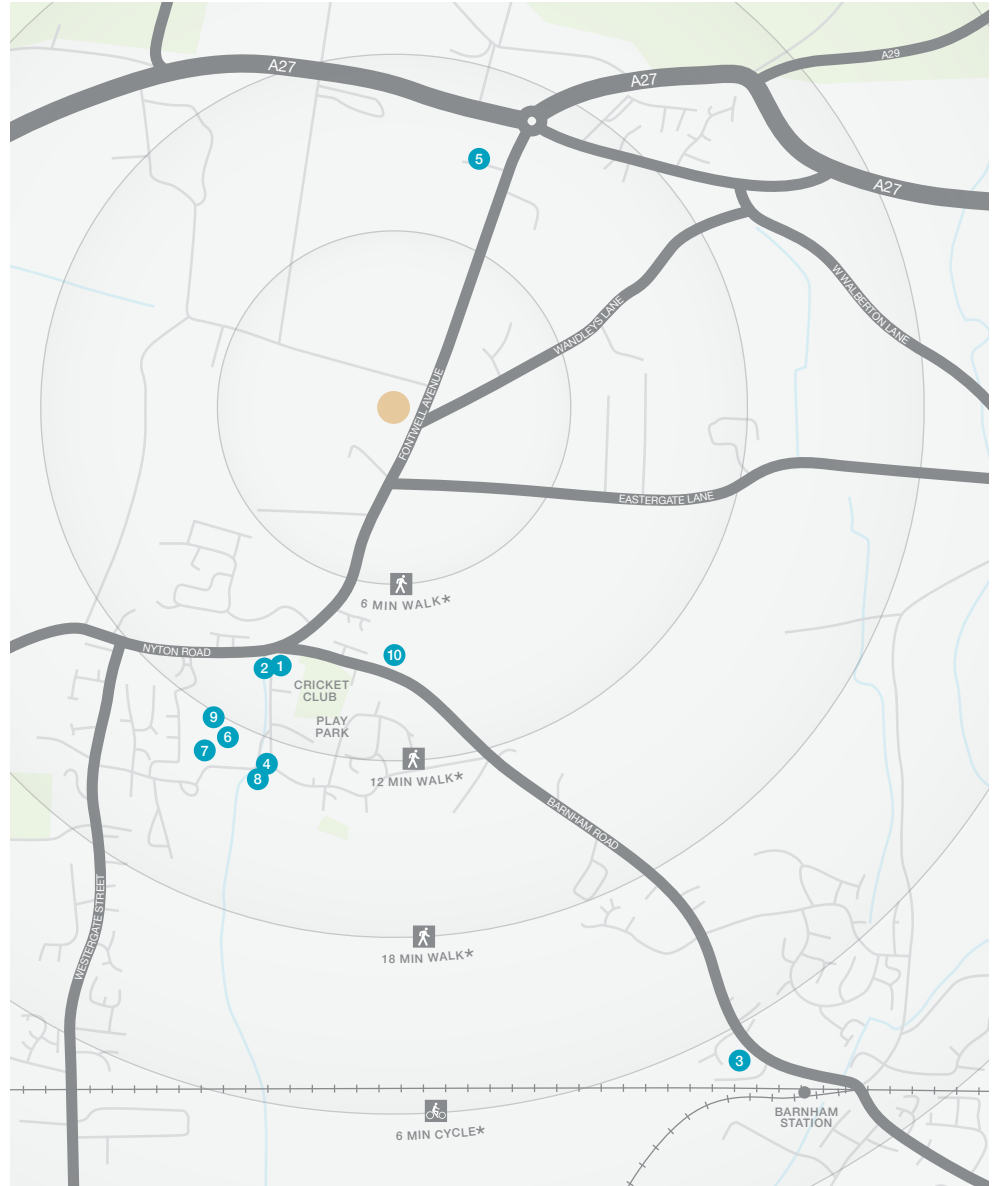 A29
A27
A27
A27
5
W WALBERTON LANE
WANDLEYS LANE
FONTWELL AVENUE
EASTERGATE LANE
6 MIN WALK*
NYTON ROAD
10
2
1
CRICKET
CLUB
9
PLAY
PARK
6
7
4
8
12 MIN WALK*
BARNHAM ROAD
WESTERGATE STREET
18 MIN WALK*
3
BARNHAM
STATION
6 MIN CYCLE*